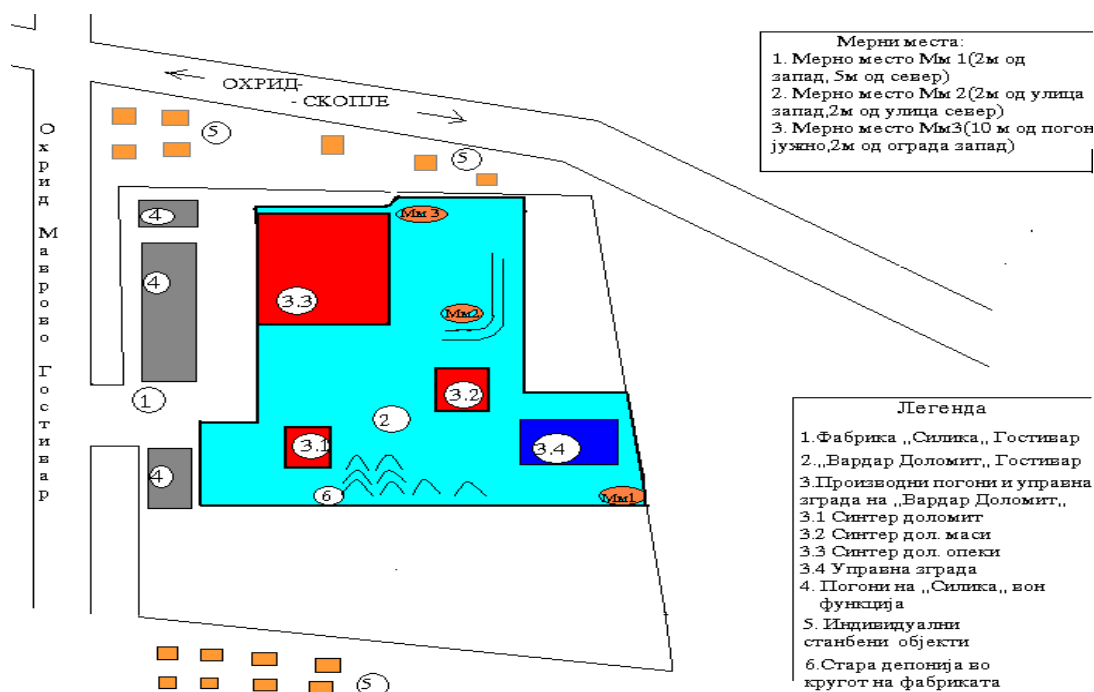 Мерни места:
1. Мерно место Мм 1(2м од
запад, 5м од север)
2. Мерно место Мм 2(2м од улица
запад,2м од улица север)
3. Мерно место Мм3(10 м од погон
јужно,2м од ограда запад)
ОХРИД-
- СКОПЈЕ
Охрид Маврово Гостивар
5
5
4
Мм 3
4
3.3
Мм2
3.2
1
2
3.1
3.4
4
6
Мм1
5
Легенда
1.Фабрика ,,Силика,, Гостивар
2.,,Вардар Доломит,, Гостивар
3.Производни погони и управна
зграда на ,,Вардар Доломит,,
3.1 Синтер доломит
3.2 Синтер дол. маси
3.3 Синтер дол. опеки
3.4 Управна зграда
4. Погони на ,,Силика,, вон
функција
5. Индивидуални
станбени објекти
6.Стара депонија во
кругот на фабриката